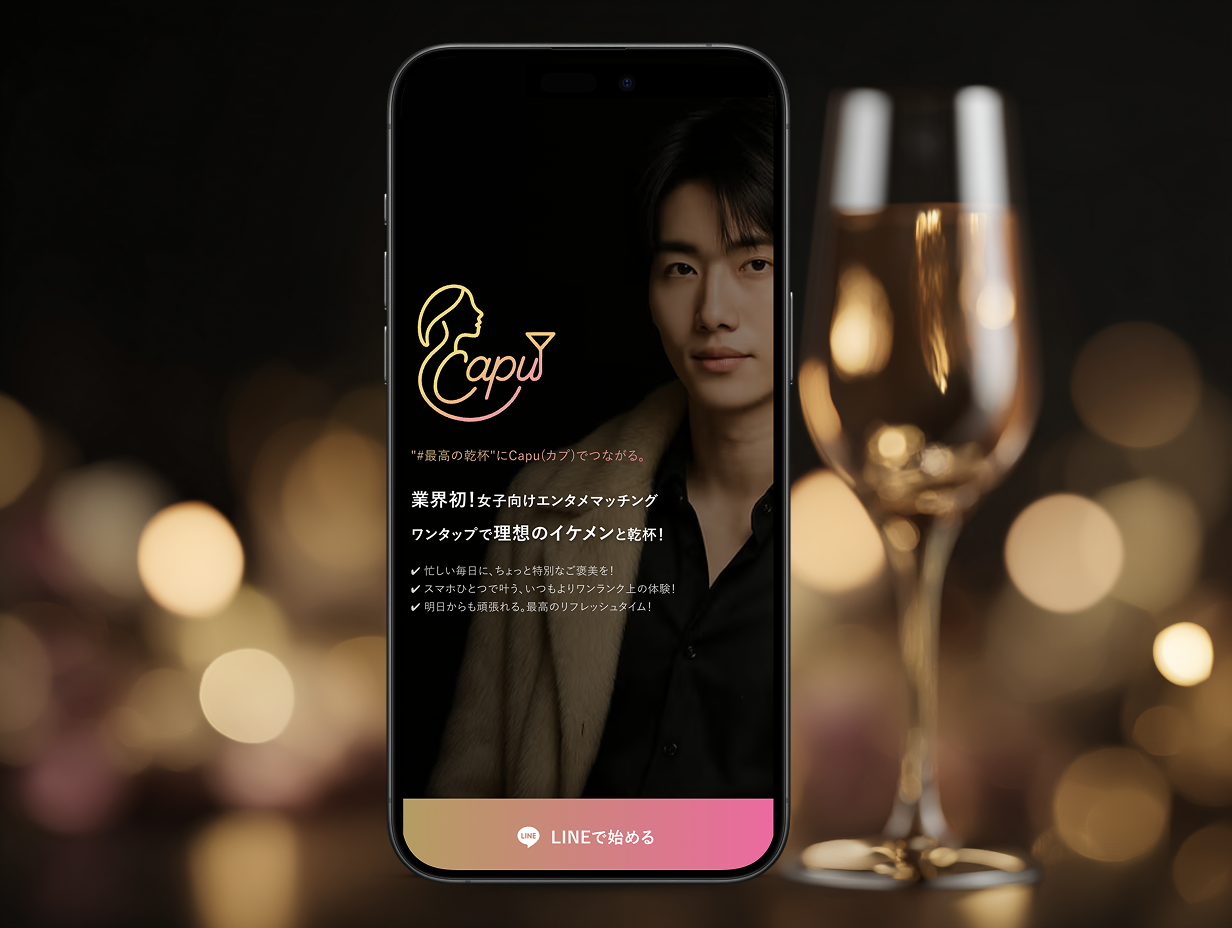 Capu
"#最高の乾杯"にCapu(カプ)でつながる。
業界初!女子向けエンタメマッチング
ワンタップで理想のイケメンと乾杯!
✔ 忙しい毎日に、ちょっと特別なご褒美を!
✔ スマホひとつで叶う、いつもよりワンランク上の体験!
✔ 明日からも頑張れる。最高のリフレッシュタイム!
LINE LINEで始める